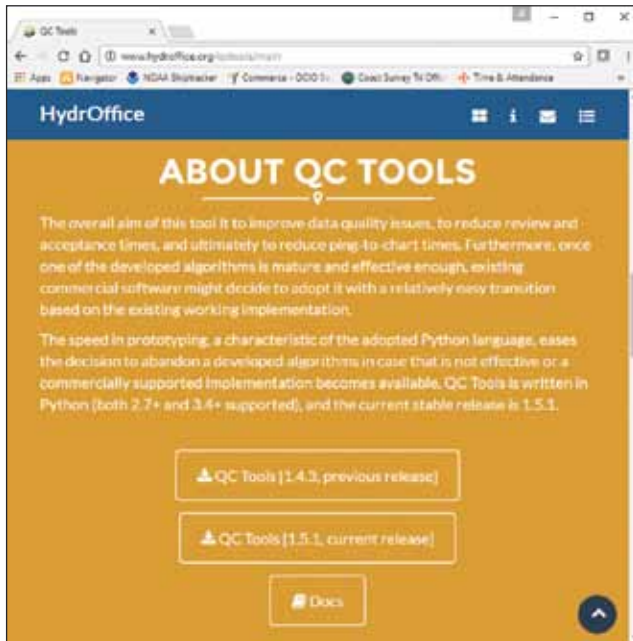 QC Tools
www.hydroffice.org/qctools/main
Apps Navigator NOAA Skipmacker Commerce - OCIO Time & Attendance
HydrOffice
ABOUT QC TOOLS
The overall aim of this tool it to improve data quality issues, to reduce review and
acceptance times, and ultimately to reduce ping-to-chart times. Furthermore, once
one of the developed algorithms is mature and effective enough, existing
commercial software might decide to adopt it with a relatively easy transition
based on the existing working implementation.
The speed in prototyping, a characteristic of the adopted Python language, eases
the decision to abandon a developed algorithms in case that is not effective or a
commercially supported implementation becomes available. QC Tools is written in
Python (both 2.7+ and 3.4+ supported), and the current stable release is 1.5.1.
QC Tools [1.4.3, previous release]
QC Tools [1.5.1, current release]
Docs